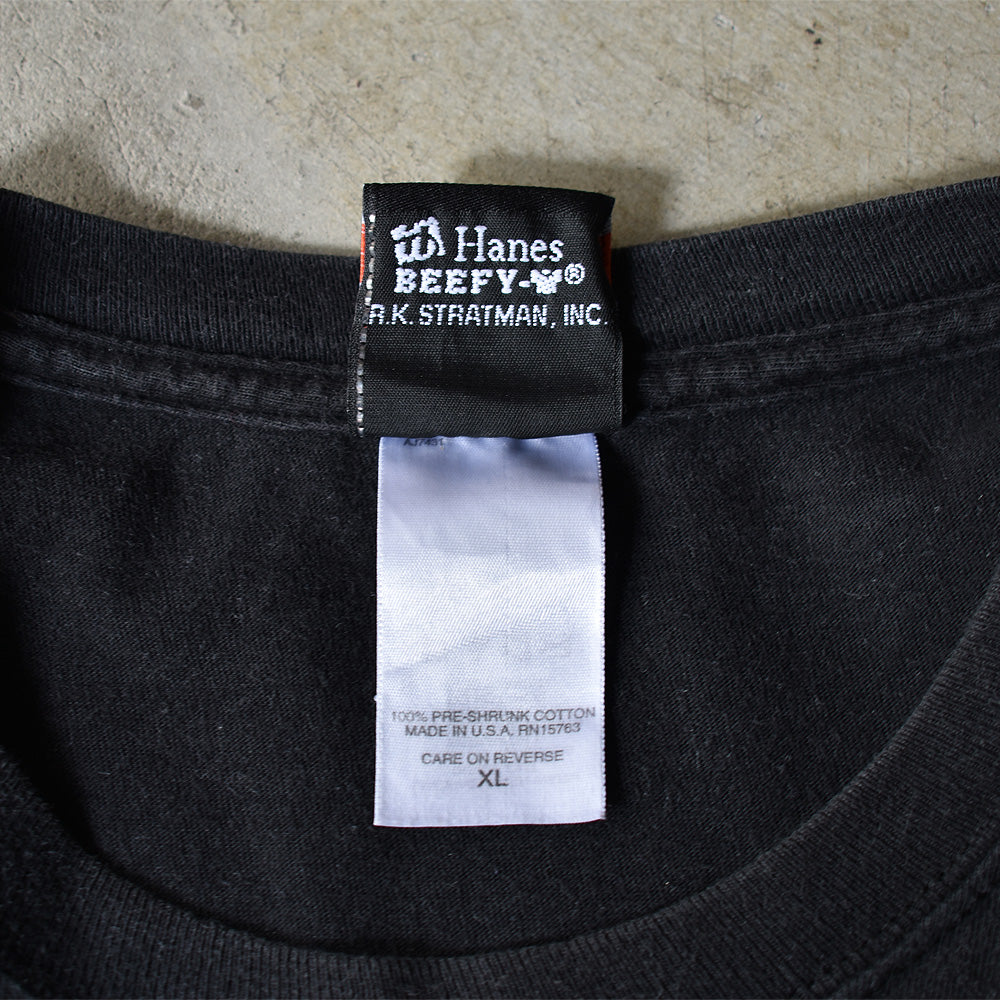 Hanes
BEEFY-T®
R.K. STRATMAN, INC.
100% PRE-SHRUNK COTTON
MADE IN U.S.A. RN15763
CARE ON REVERSE
XL